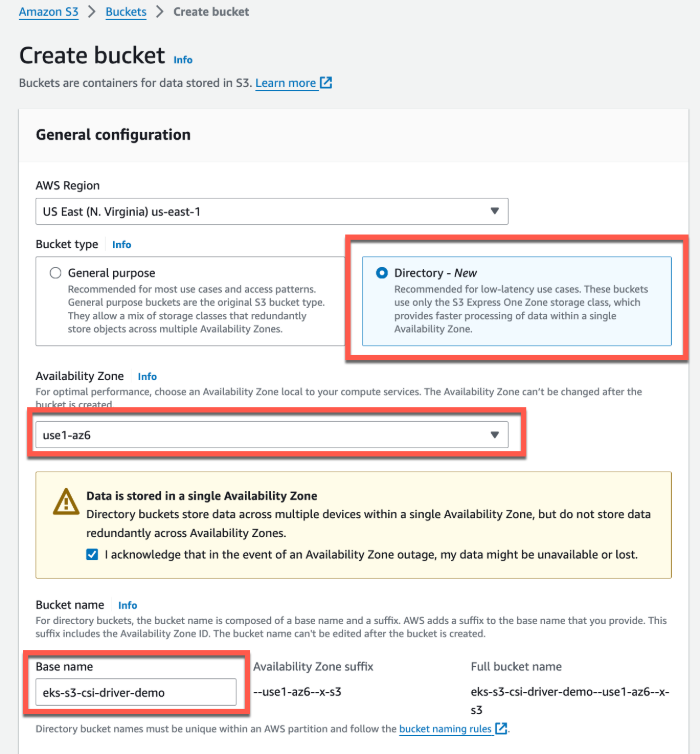 Amazon S3 > Buckets > Create bucket
Create bucket Info
Buckets are containers for data stored in S3. Learn more
General configuration
AWS Region
US East (N. Virginia) us-east-1
Bucket type Info
General purpose
Recommended for most use cases and access patterns.
General purpose buckets are the original S3 bucket type.
They allow a mix of storage classes that redundantly
store objects across multiple Availability Zones.
Directory - New
Recommended for low-latency use cases. These buckets
use only the S3 Express One Zone storage class, which
provides faster processing of data within a single
Availability Zone.
Availability Zone Info
For optimal performance, choose an Availability Zone local to your compute services. The Availability Zone can't be changed after the
bucket is created.
use1-az6
Data is stored in a single Availability Zone
Directory buckets store data across multiple devices within a single Availability Zone, but do not store data
redundantly across Availability Zones.
I acknowledge that in the event of an Availability Zone outage, my data might be unavailable or lost.
Bucket name Info
For directory buckets, the bucket name is composed of a base name and a suffix. AWS adds a suffix to the base name that you provide. This
suffix includes the Availability Zone ID. The bucket name can't be edited after the bucket is created.
Base name
eks-s3-csi-driver-demo
Availability Zone suffix
--use1-az6--x-s3
Full bucket name
eks-s3-csi-driver-demo--use1-az6--x-
s3
Directory bucket names must be unique within an AWS partition and follow the bucket naming rules.